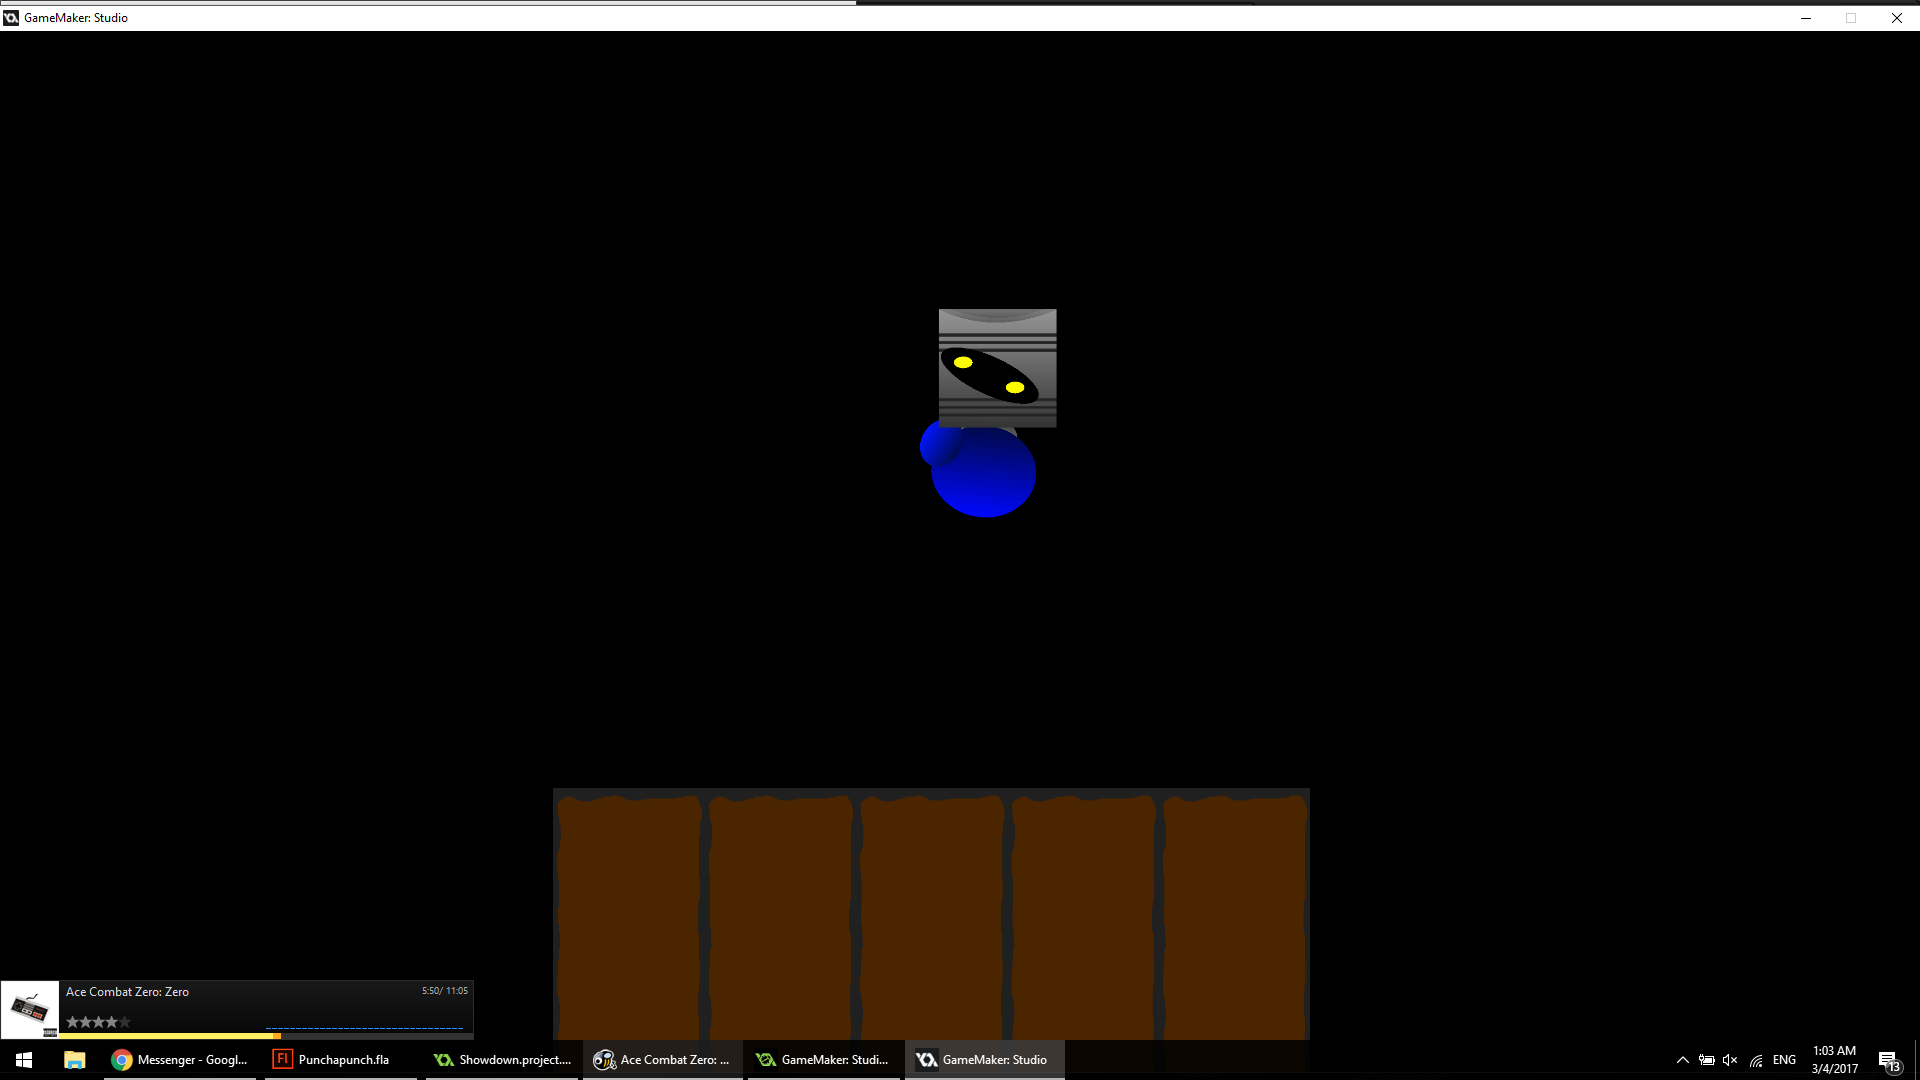 GameMaker: Studio
Ace Combat Zero: Zero
5:50/ 11:05
Messenger - Googl...
Fl
Punchapunch.fla
Showdown.project....
Ace Combat Zero: ...
GameMaker: Studi...
GameMaker: Studio
ENG
1:03 AM
3/4/2017
13